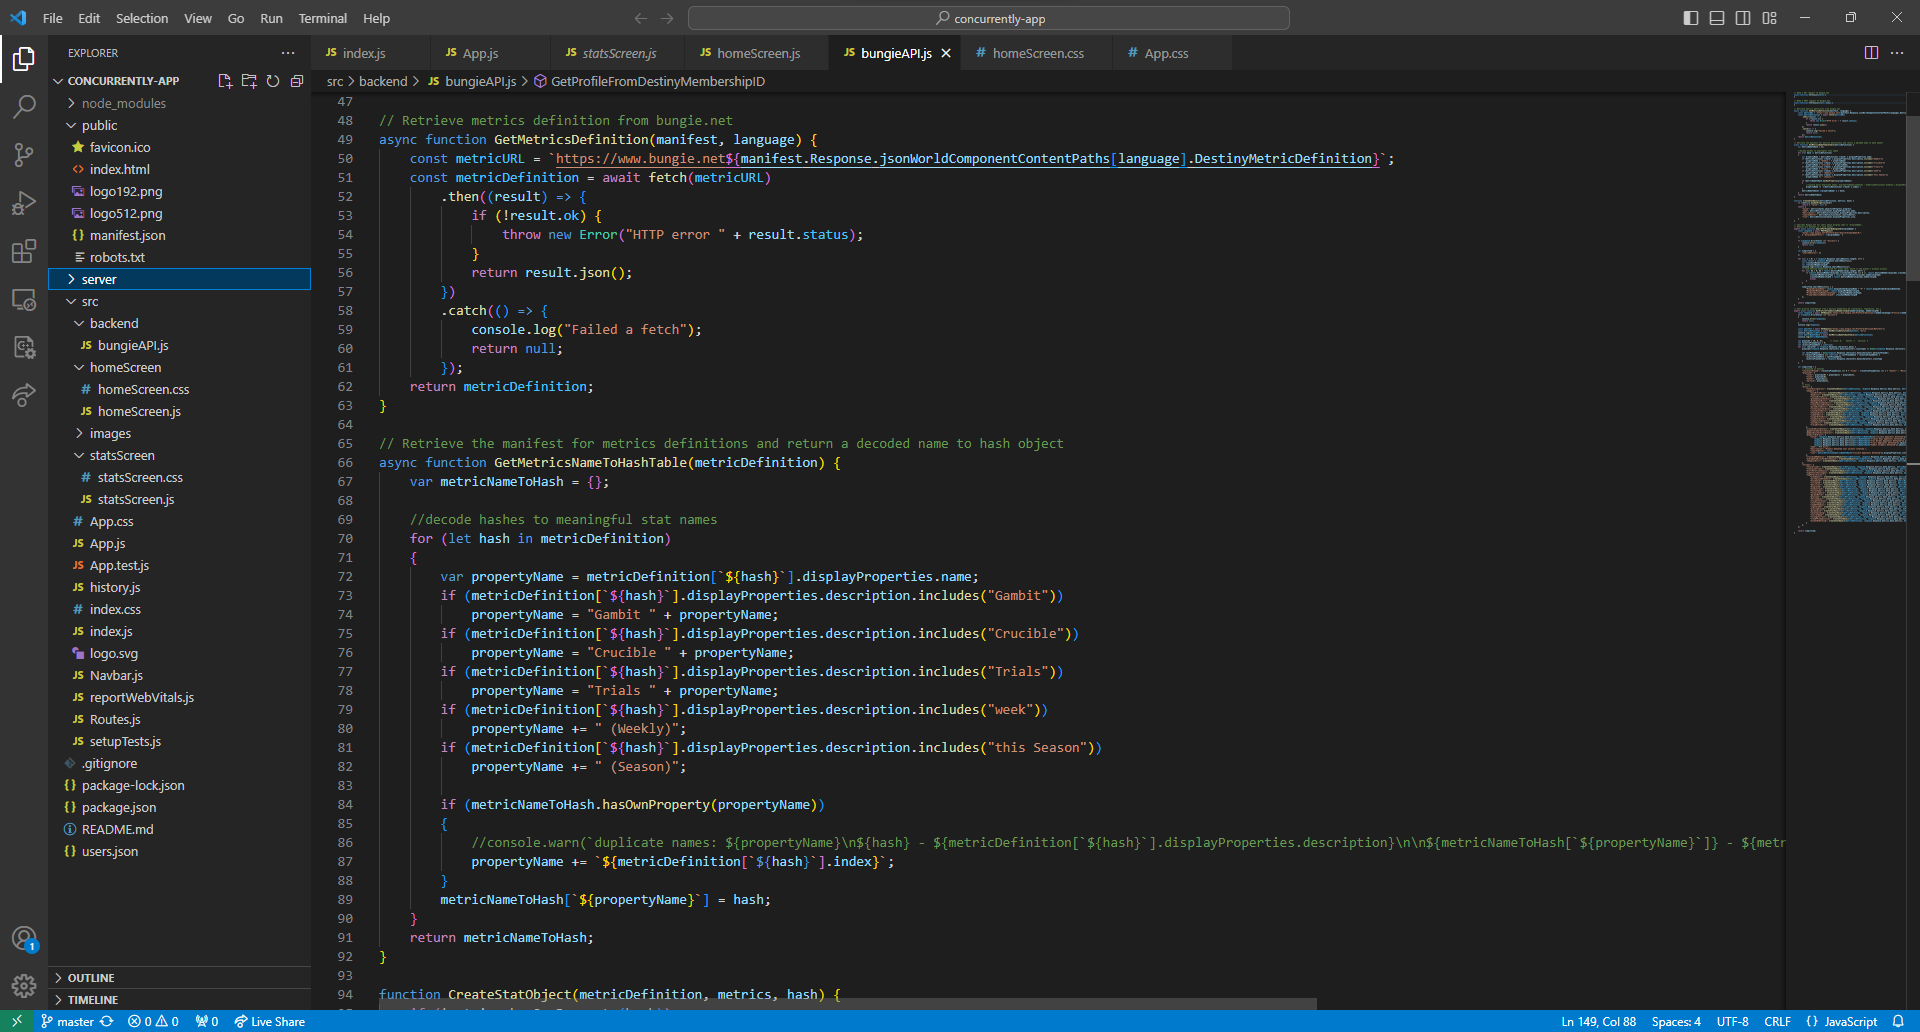 File Edit Selection View Go Run Terminal Help
concurrently-app
EXPLORER
CONCURRENTLY-APP
node_modules
public
favicon.ico
index.html
logo192.png
logo512.png
manifest.json
robots.txt
server
src
backend
bungieAPI.js
homeScreen
homeScreen.css
homeScreen.js
images
statsScreen
statsScreen.css
statsScreen.js
App.css
App.js
App.test.js
history.js
index.css
index.js
logo.svg
Navbar.js
reportWebVitals.js
Routes.js
setupTests.js
.gitignore
package-lock.json
package.json
README.md
users.json
OUTLINE
TIMELINE
JS index.js JS App.js JS statsScreen.js JS homeScreen.js JS bungieAPI.js # homeScreen.css # App.css
src > backend > JS bungieAPI.js > GetProfileFromDestinyMembershipID
47
48 // Retrieve metrics definition from bungie.net
49 async function GetMetricsDefinition(manifest, language) {
50 const metricURL = `https://www.bungie.net${manifest.Response.jsonWorldComponentContentPaths[language].DestinyMetricDefinition}`;
51 const metricDefinition = await fetch(metricURL)
52 .then((result) => {
53 if (!result.ok) {
54 throw new Error("HTTP error " + result.status);
55 }
56 return result.json();
57 })
58 .catch(() => {
59 console.log("Failed a fetch");
60 return null;
61 });
62 return metricDefinition;
63 }
64
65 // Retrieve the manifest for metrics definitions and return a decoded name to hash object
66 async function GetMetricsNameToHashTable(metricDefinition) {
67 var metricNameToHash = {};
68
69 //decode hashes to meaningful stat names
70 for (let hash in metricDefinition)
71 {
72 var propertyName = metricDefinition[`${hash}`].displayProperties.name;
73 if (metricDefinition[`${hash}`].displayProperties.description.includes("Gambit"))
74 propertyName = "Gambit " + propertyName;
75 if (metricDefinition[`${hash}`].displayProperties.description.includes("Crucible"))
76 propertyName = "Crucible " + propertyName;
77 if (metricDefinition[`${hash}`].displayProperties.description.includes("Trials"))
78 propertyName = "Trials " + propertyName;
79 if (metricDefinition[`${hash}`].displayProperties.description.includes("week"))
80 propertyName += " (Weekly)";
81 if (metricDefinition[`${hash}`].displayProperties.description.includes("this Season"))
82 propertyName += " (Season)";
83
84 if (metricNameToHash.hasOwnProperty(propertyName))
85 {
86 //console.warn(`duplicate names: ${propertyName}\n${hash} - ${metricDefinition[`${hash}`].displayProperties.description}\n\n${metricNameToHash[`${propertyName}`]} - ${metr
87 propertyName += `${metricDefinition[`${hash}`].index}`;
88 }
89 metricNameToHash[`${propertyName}`] = hash;
90 }
91 return metricNameToHash;
92 }
93
94 function CreateStatObject(metricDefinition, metrics, hash) {
master 0 0 0 Live Share Ln 149, Col 88 Spaces: 4 UTF-8 CRLF {} JavaScript